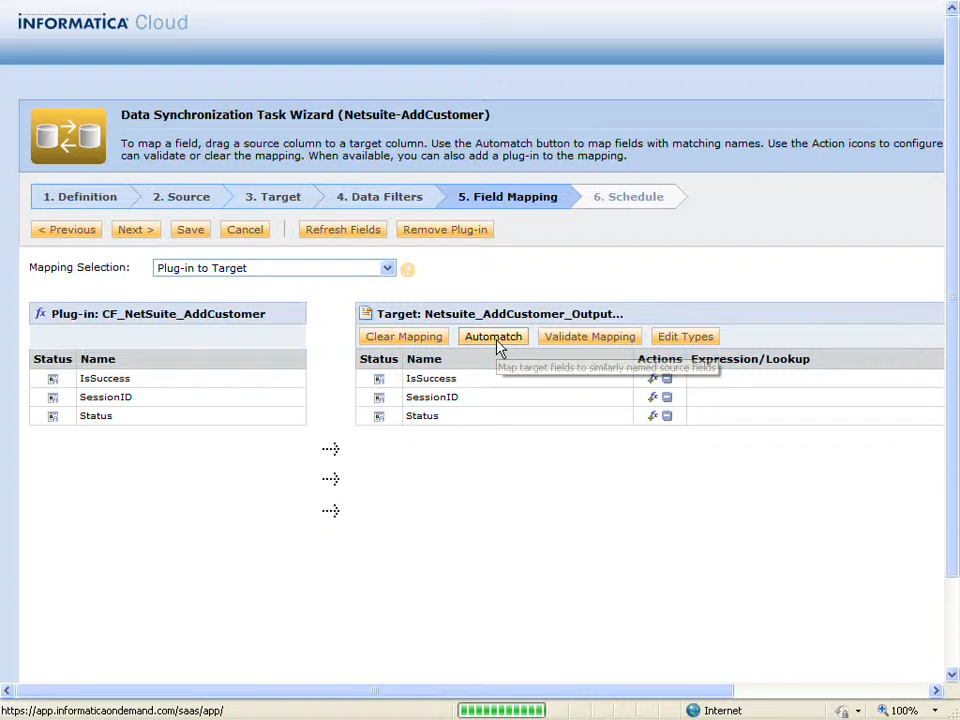 INFORMATICA Cloud
Data Synchronization Task Wizard (Netsuite-AddCustomer)
To map a field, drag a source column to a target column. Use the Automatch button to map fields with matching names. Use the Action icons to configure
can validate or clear the mapping. When available, you can also add a plug-in to the mapping.
1. Definition 2. Source 3. Target 4. Data Filters 5. Field Mapping 6. Schedule
< Previous Next > Save Cancel Refresh Fields Remove Plug-in
Mapping Selection: Plug-in to Target ?
fx Plug-in: CF_NetSuite_AddCustomer Target: Netsuite_AddCustomer_Output...
Clear Mapping Automatch Validate Mapping Edit Types
Status Name Status Name Actions Expression/Lookup
Map target fields to similarly named source fields
IsSuccess IsSuccess
SessionID SessionID
Status Status
https://app.informaticaondemand.com/saas/app/ Internet 100%